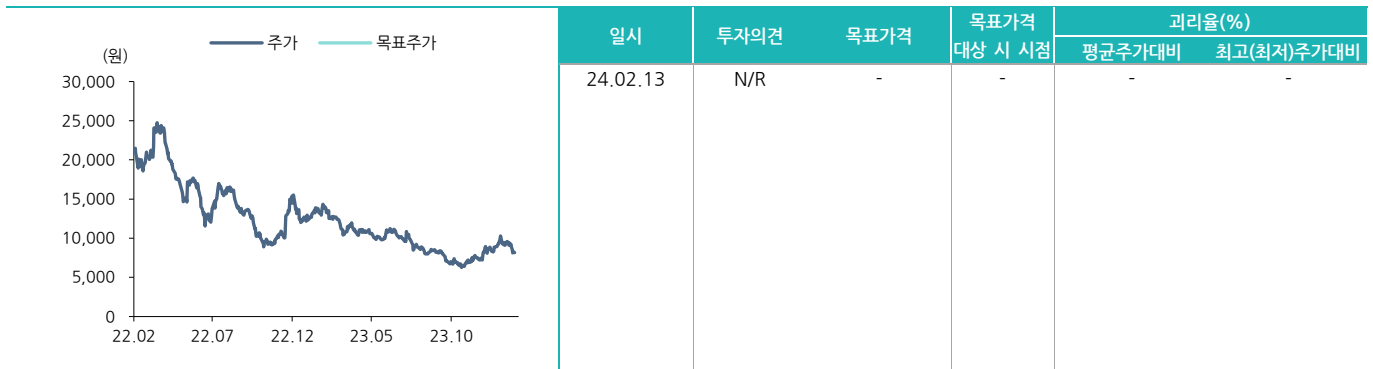 주가 목표주가
(원)
30,000
25,000
20,000
15,000
10,000
5,000
0
22.02 22.07 22.12 23.05 23.10
일시 투자의견 목표가격 목표가격 대상 시 시점 괴리율(%)
평균주가대비 최고(최저)주가대비
24.02.13 N/R - - - -